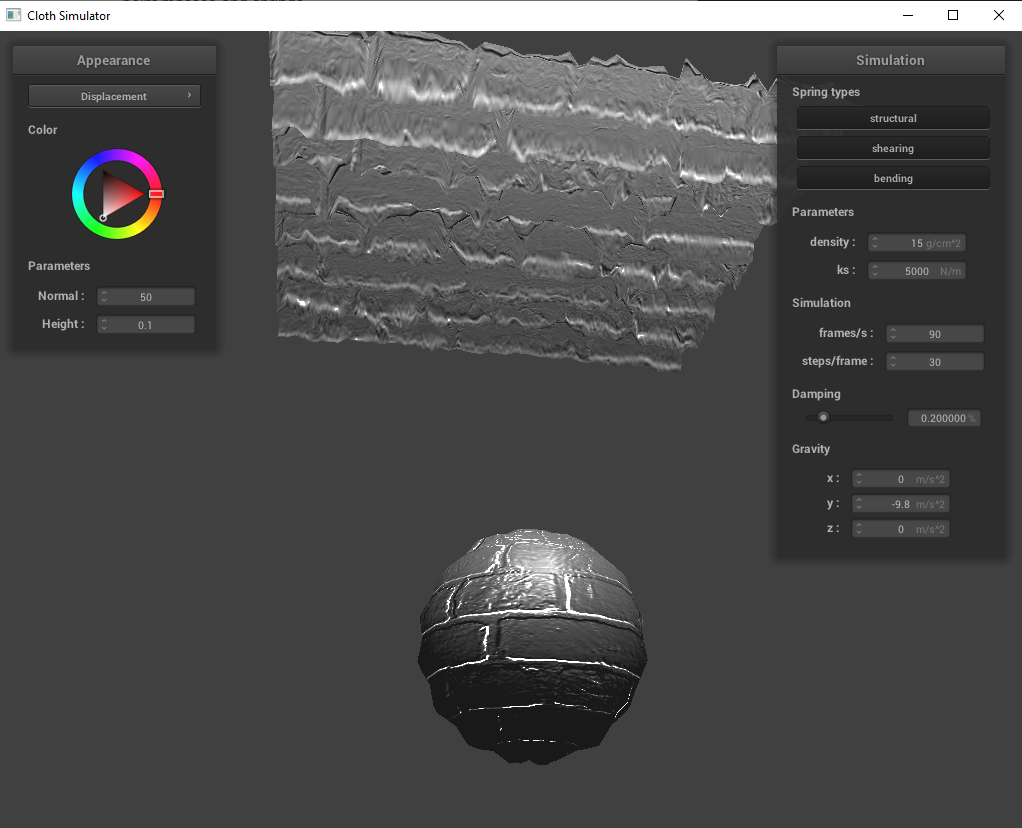 Cloth Simulator
Appearance
Displacement
Color
Parameters
Normal : 50
Height : 0.1
Simulation
Spring types
structural
shearing
bending
Parameters
density : 15 g/cm^2
ks : 5000 N/m
Simulation
frames/s : 90
steps/frame : 30
Damping
0.200000 %
Gravity
x : 0 m/s^2
y : -9.8 m/s^2
z : 0 m/s^2